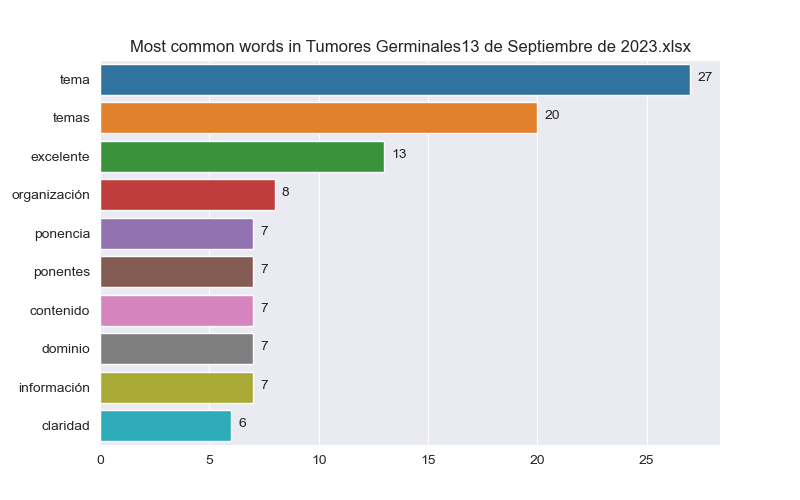 Most common words in Tumores Germinales13 de Septiembre de 2023.xlsx
tema 27
temas 20
excelente 13
organización 8
ponencia 7
ponentes 7
contenido 7
dominio 7
información 7
claridad 6
0 5 10 15 20 25